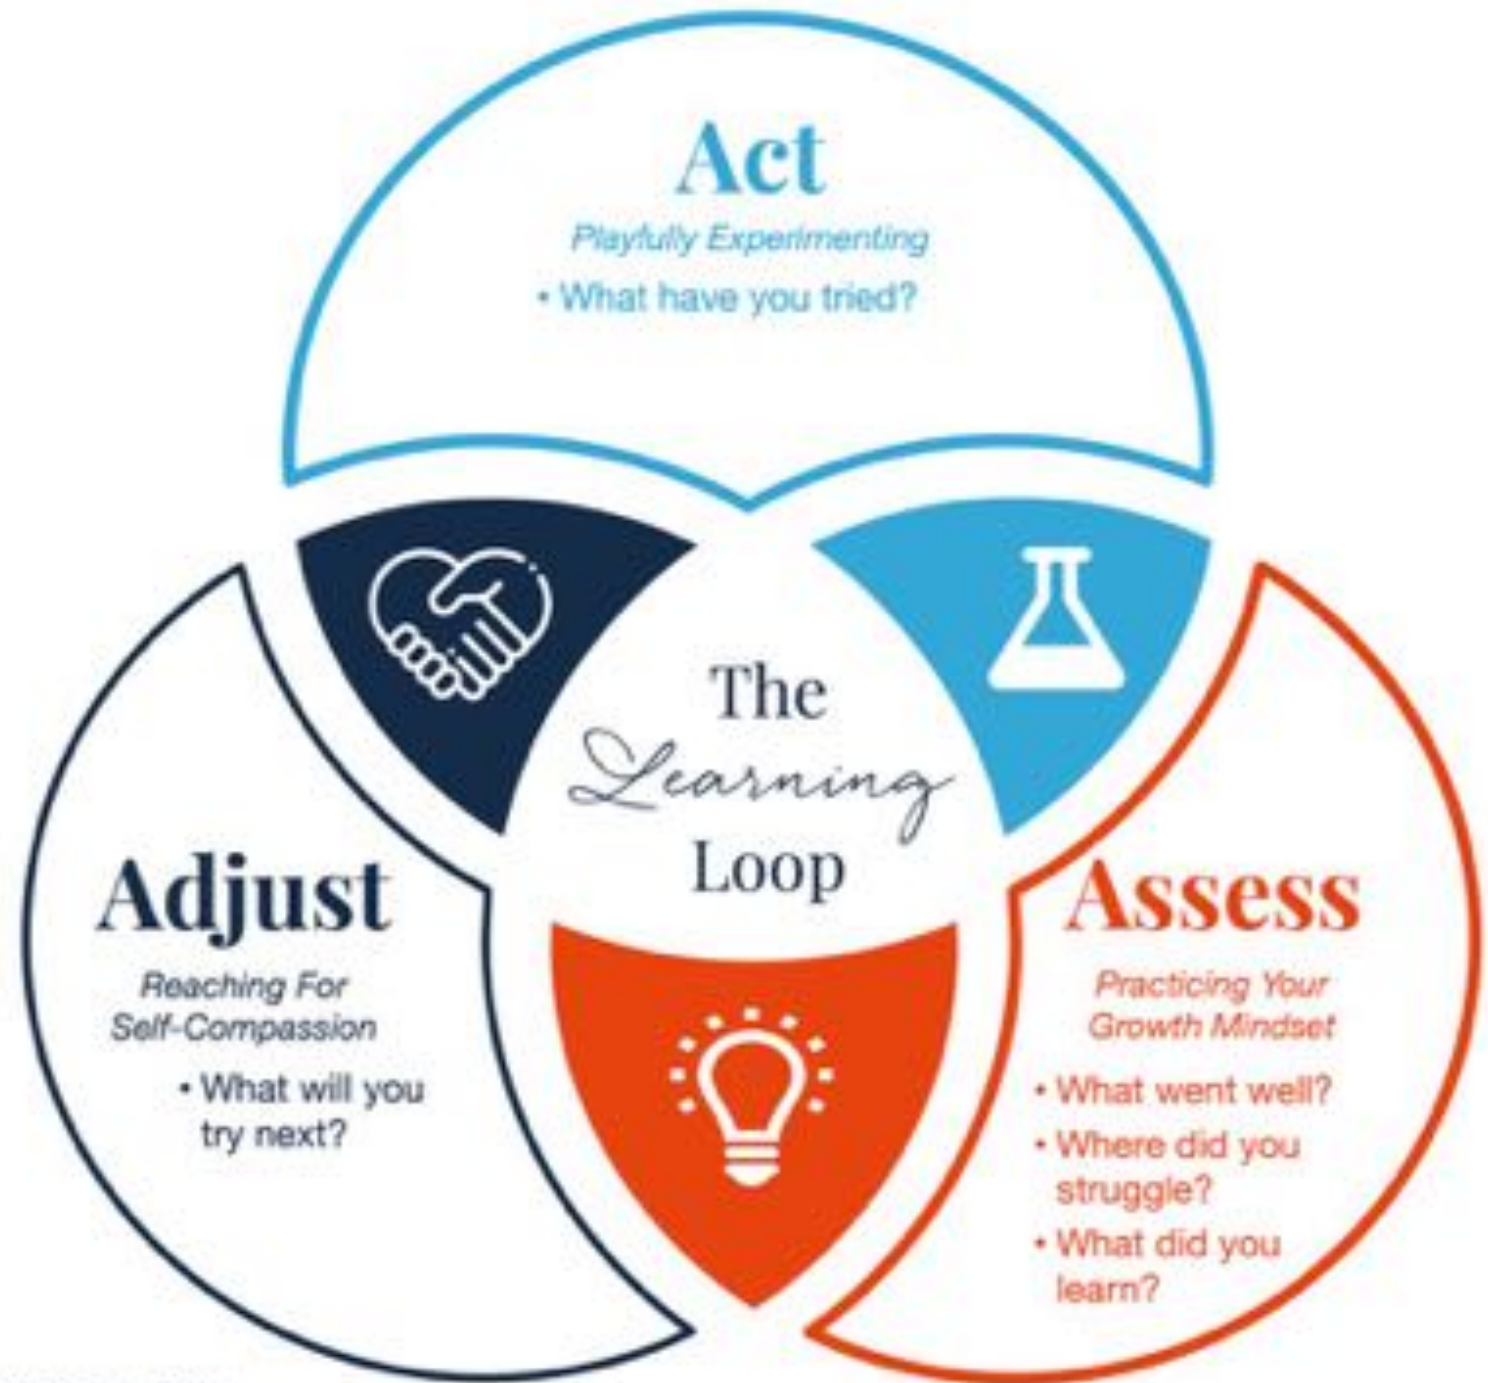 Act
Playfully Experimenting
• What have you tried?
The
Learning
Loop
Adjust
Reaching For
Self-Compassion
• What will you
try next?
Assess
Practicing Your
Growth Mindset
• What went well?
• Where did you
struggle?
• What did you
learn?